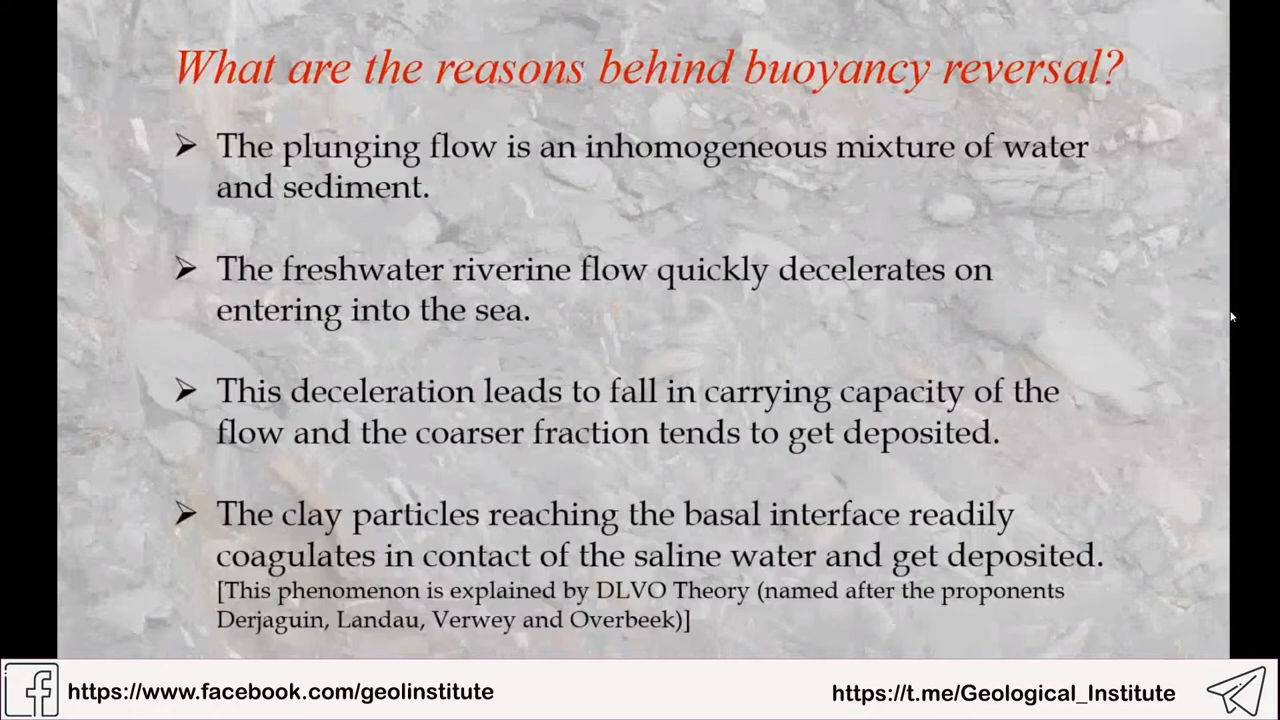 What are the reasons behind buoyancy reversal?
➢ The plunging flow is an inhomogeneous mixture of water
and sediment.
➢ The freshwater riverine flow quickly decelerates on
entering into the sea.
➢ This deceleration leads to fall in carrying capacity of the
flow and the coarser fraction tends to get deposited.
➢ The clay particles reaching the basal interface readily
coagulates in contact of the saline water and get deposited.
[This phenomenon is explained by DLVO Theory (named after the proponents
Derjaguin, Landau, Verwey and Overbeek)]
https://www.facebook.com/geolinstitute
https://t.me/Geological_Institute